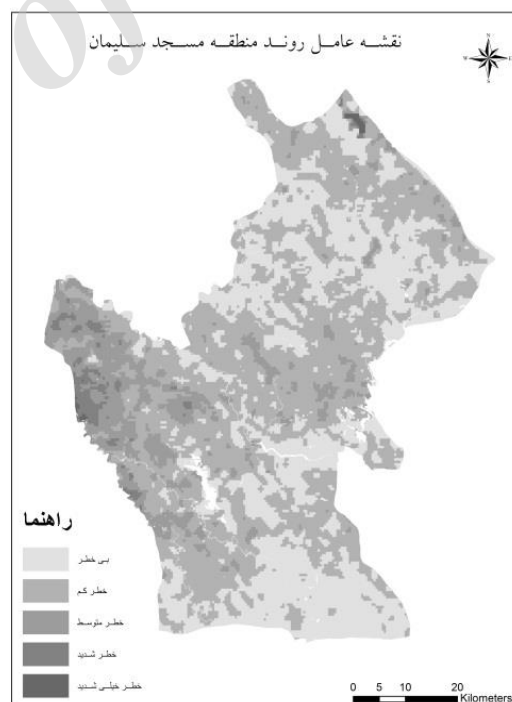 نقشه عامل روند منطقه مسجد سلیمان
N
W E
S
راهنما
بی خطر
خطر کم
خطر متوسط
خطر شدید
خطر خیلی شدید
0 5 10 20
Kilometers